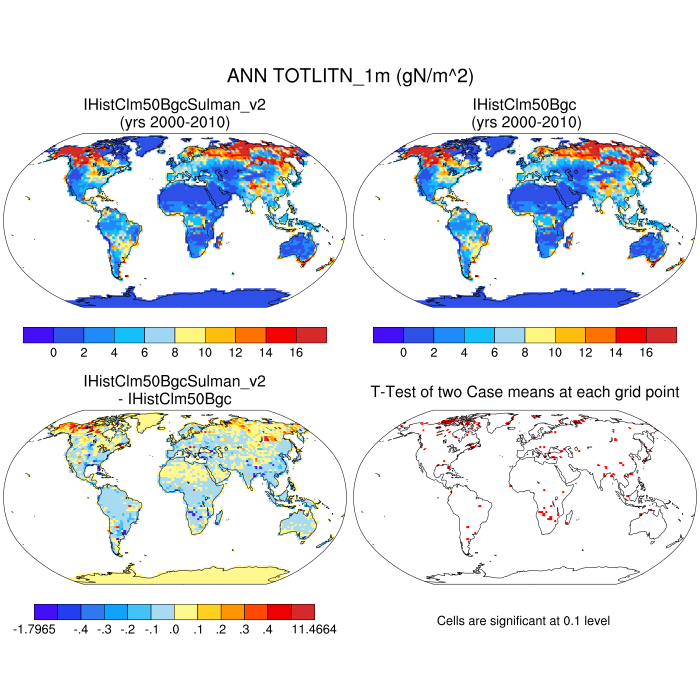 ANN TOTLITN_1m (gN/m^2)
IHistClm50BgcSulman_v2
(yrs 2000-2010)
IHistClm50Bgc
(yrs 2000-2010)
0 2 4 6 8 10 12 14 16
0 2 4 6 8 10 12 14 16
IHistClm50BgcSulman_v2
- IHistClm50Bgc
T-Test of two Case means at each grid point
-1.7965 -.4 -.3 -.2 -.1 .0 .1 .2 .3 .4 11.4664
Cells are significant at 0.1 level